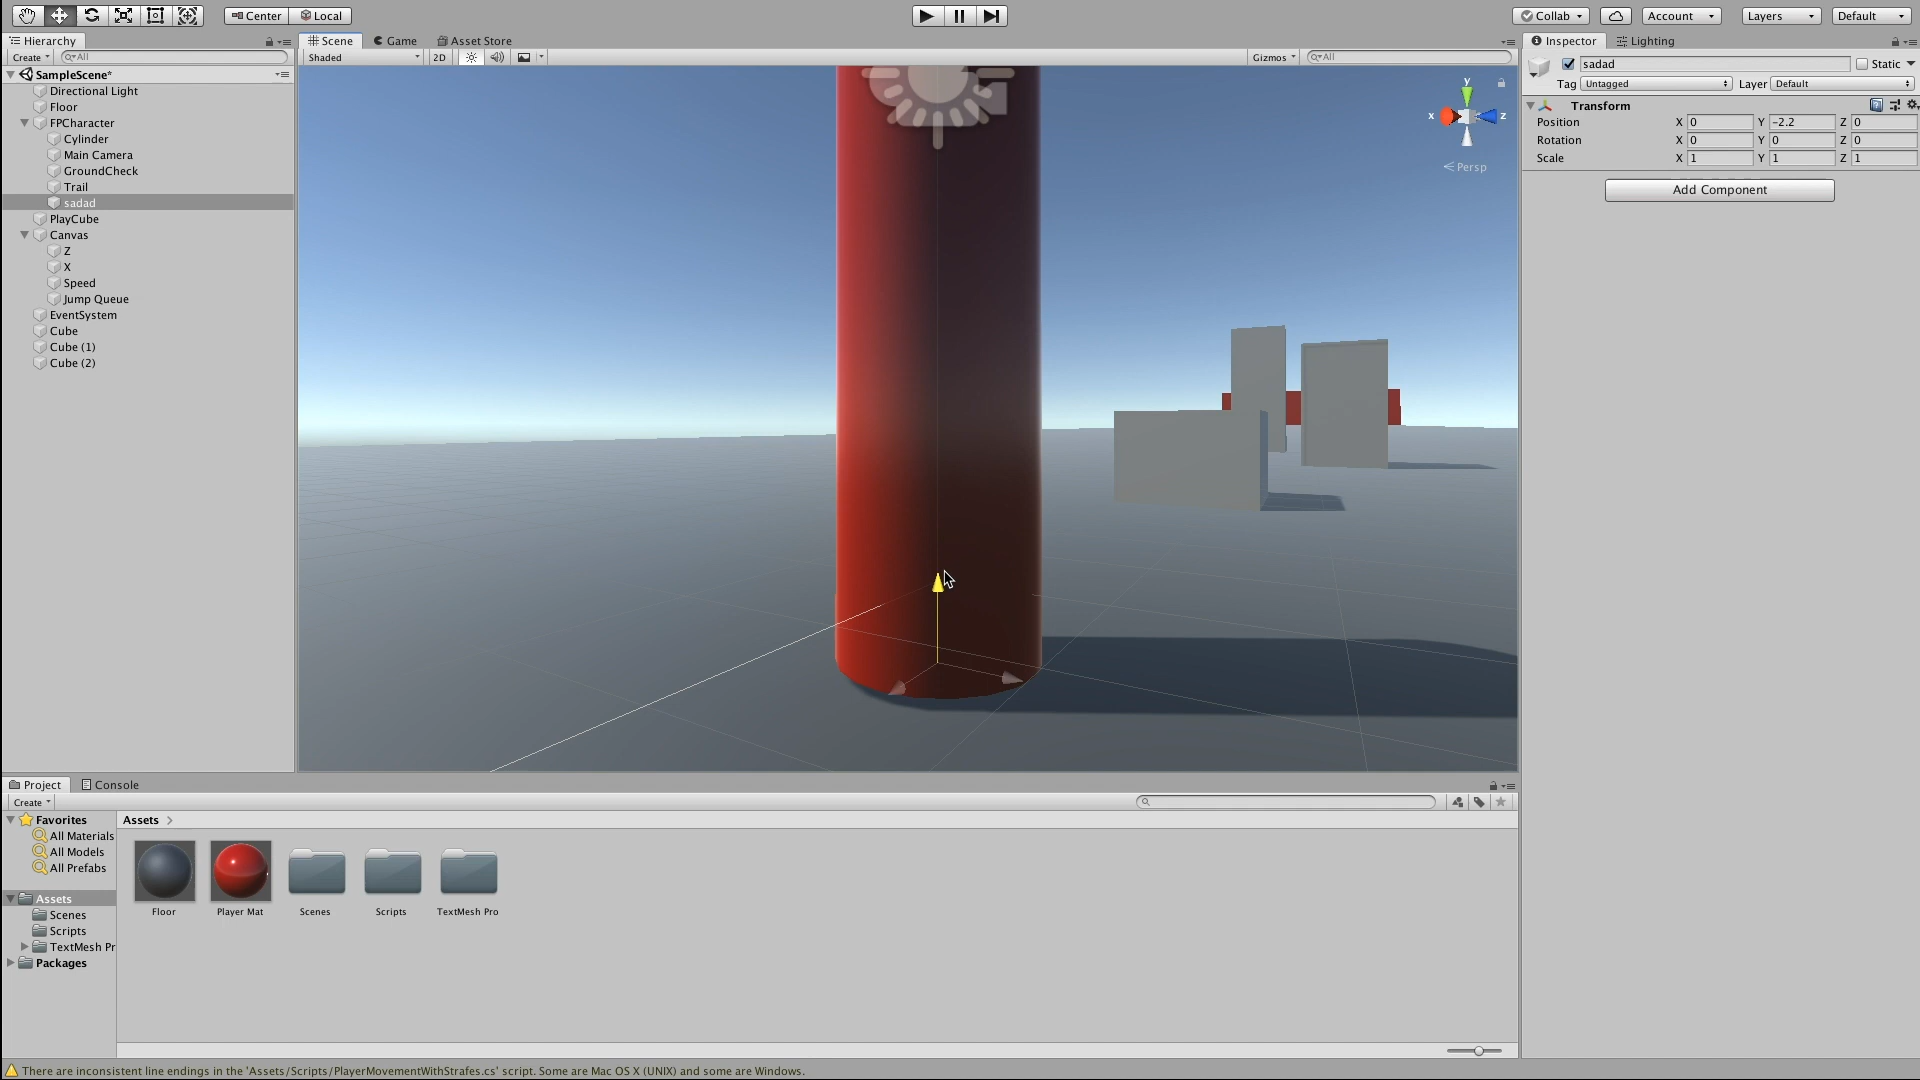 Center Local
Collab Account Layers Default
Hierarchy
Create All
SampleScene*
Directional Light
Floor
FPCharacter
Cylinder
Main Camera
GroundCheck
Trail
sadad
PlayCube
Canvas
Z
X
Speed
Jump Queue
EventSystem
Cube
Cube (1)
Cube (2)
Scene Game Asset Store
Shaded 2D Gizmos All
y
x z
Persp
Inspector Lighting
sadad Static
Tag Untagged Layer Default
Transform
Position X 0 Y -2.2 Z 0
Rotation X 0 Y 0 Z 0
Scale X 1 Y 1 Z 1
Add Component
Project Console
Create
Favorites
All Materials
All Models
All Prefabs
Assets
Scenes
Scripts
TextMesh Pr
Packages
Assets
Floor Player Mat Scenes Scripts TextMesh Pro
There are inconsistent line endings in the 'Assets/Scripts/PlayerMovementWithStrafes.cs' script. Some are Mac OS X (UNIX) and some are Windows.